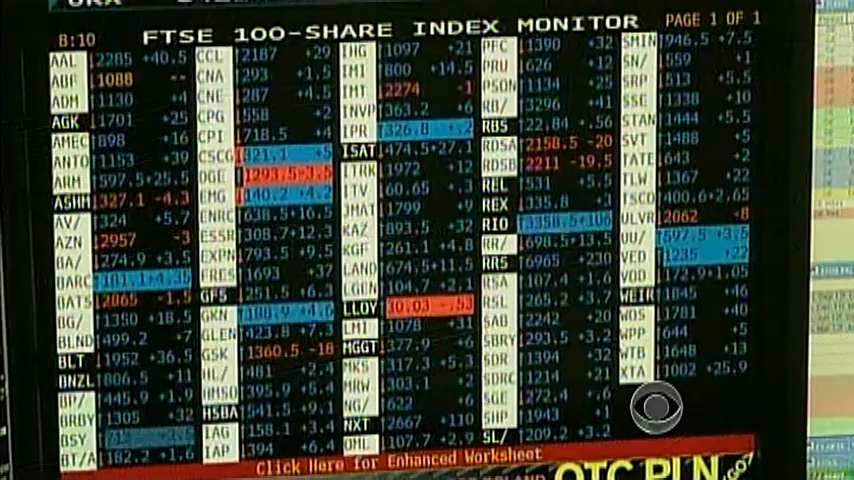 8:10 FTSE 100-SHARE INDEX MONITOR PAGE 1 OF 1
AAL 2285 +40.5
ABF 1088 --
ADM 1130 +4
AGK 1701 +25
AMEC 898 +16
ANTO 1153 +39
ARM 597.5+25.5
ASHM 327.1 -4.3
AV/ 324 +5.7
AZN 2957 -3
BA/ 274.9 +3.5
BARC
BATS 2865 -1.5
BG/ 1350 +18.5
BLND 499.2 +7
BLT 1952 +36.5
BNZL 806.5 +11
BP/ 445.9 +1.9
BRBY 1305 +32
BSY
BT/A 182.2 +1.6
CCL 2187 +29
CNA 293 +1.5
CNE 287 +4.5
CPG 558 +2
CPI 718.5 +4
CSCG 321.1 +5
DGE 1293.5-3.5
EMG 140.2 +4.2
ENRC 638.5+16.5
ESSR 308.7+12.3
EXPN 793.5 +9.5
FRES 1693 +37
GFS 251.5 +6.3
GKN 188.9 +4.6
GLEN 423.8 +7.3
GSK 1360.5 -18
HL/ 481 +2.4
HMSO 395.9 +5.4
HSBA 541.5 +9.1
IAG 158.1 +3.4
IAP 394 +6.4
IHG 1097 +21
IMI 800 +14.5
IMT 2274 -1
INVP 363.2 +6
IPR 326.8 +.2
ISAT 474.5+27.1
ITRK 1972 +12
ITV 60.65 +.3
JMAT 1799 +9
KAZ 893.5 +32
KGF 261.1 +4.8
LAND 674.5+11.5
LGEN 104.7 +2.1
LLOY 30.03 -.53
LMI 1078 +31
MGGT 377.9 +6
MKS 317.3 +5.3
MRW 303.1 +2
NG/ 622 +6
NXT 2667 +110
OML 107.7 +2.9
PFC 1390 +32
PRU 626 +12
PSON 1134 +25
RB/ 3296 +41
RBS 22.84 +.56
RDSA 2158.5 -20
RDSB 2211 -19.5
REL 531 +5.5
REX 335.8 +3
RIO 3358.5+106
RR/ 698.5+13.5
RRS 6965 +230
RSA 107.4 +1.6
RSL 265.2 +3.7
SAB 2242 +20
SBRY 293.5 +3.2
SDR 1394 +32
SDRC 1214 +21
SGE 272.4 +.6
SHP 1943 +1
SL/ 209.2 +3.2
SMIN 946.5 +7.5
SN/ 559 +1
SRP 513 +5.5
SSE 1338 +10
STAN 1444 +5.5
SVT 1488 +5
TATE 643 +2
TLW 1367 +22
TSCO 400.6+2.65
ULVR 2062 -8
UU/ 597.5 +3.5
VED 1235 +22
VOD 172.9+1.05
WEIR 1845 +46
WOS 1781 +40
WPP 644 +5
WTB 1648 +13
XTA 1002 +25.9
Click Here for Enhanced Worksheet
OTC PLN